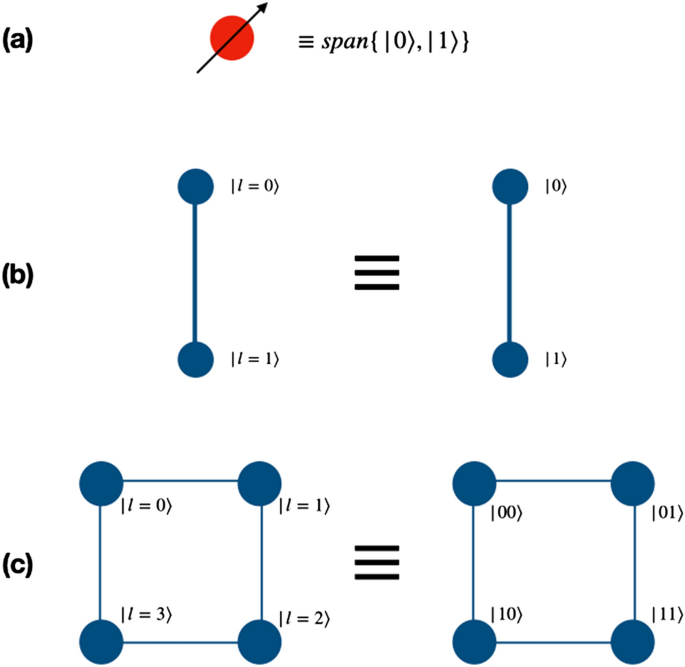 (a) ≡ span{|0⟩,|1⟩}
|l = 0⟩ |0⟩
(b) ≡
|l = 1⟩ |1⟩
|l = 0⟩ |l = 1⟩ |00⟩ |01⟩
(c) ≡
|l = 3⟩ |l = 2⟩ |10⟩ |11⟩